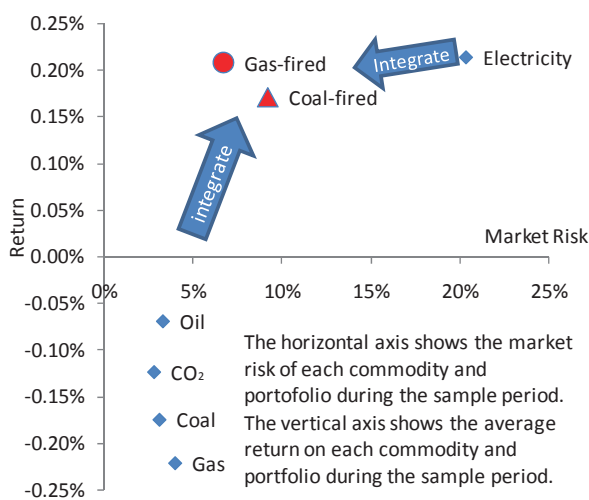 0.25%
0.20%
0.15%
0.10%
0.05%
0.00%
-0.05%
-0.10%
-0.15%
-0.20%
-0.25%
Return
0%
5%
10%
15%
20%
25%
Market Risk
Integrate
Electricity
Gas-fired
Coal-fired
integrate
Oil
CO₂
Coal
Gas
The horizontal axis shows the market
risk of each commodity and
portofolio during the sample period.
The vertical axis shows the average
return on each commodity and
portfolio during the sample period.